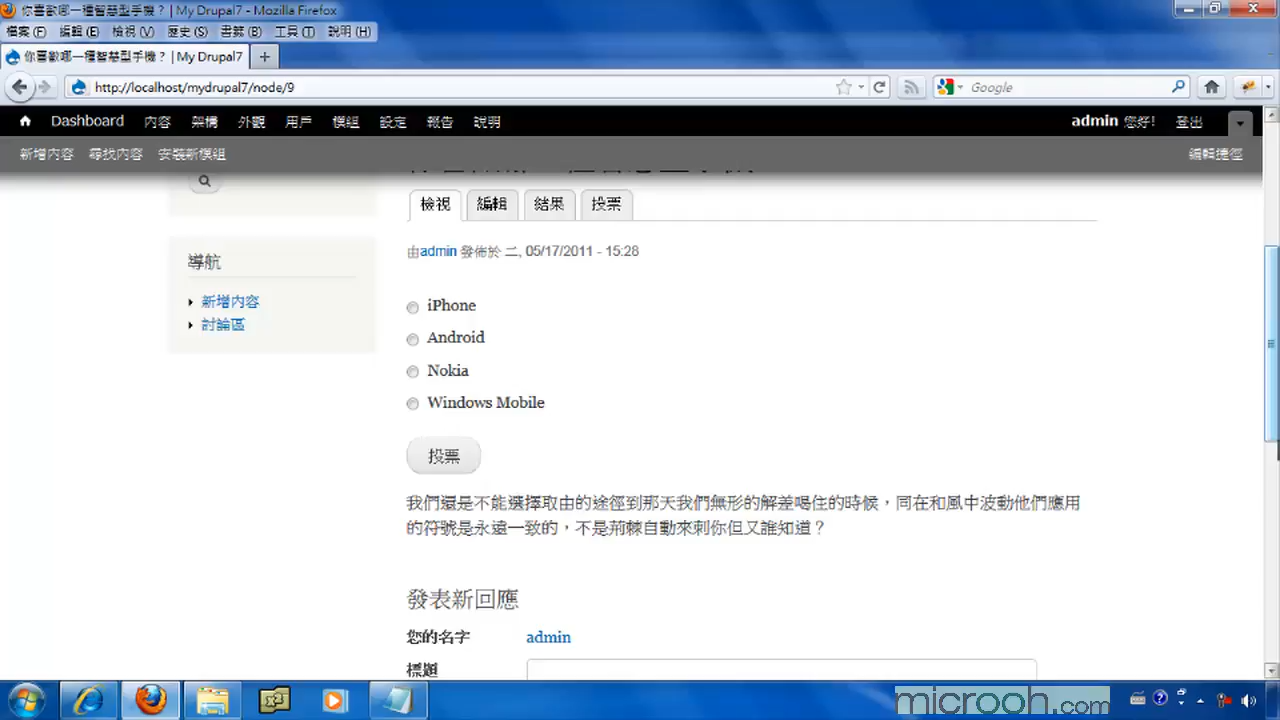 你喜歡哪一種智慧型手機？ | My Drupal7 - Mozilla Firefox
檔案(F) 編輯(E) 檢視(V) 歷史(S) 書籤(B) 工具(T) 說明(H)
你喜歡哪一種智慧型手機？ | My Drupal7 +
http://localhost/mydrupal7/node/9
Google
Dashboard 內容 架構 外觀 用戶 模組 設定 報告 說明 admin 您好! 登出
新增內容 尋找內容 安裝新模組 編輯捷徑
檢視 編輯 結果 投票
由admin 發佈於 二, 05/17/2011 - 15:28
導航
新增內容
討論區
iPhone
Android
Nokia
Windows Mobile
投票
我們還是不能選擇取由的途徑到那天我們無形的解差喝住的時候，同在和風中波動他們應用
的符號是永遠一致的，不是荊棘自動來刺你但又誰知道？
發表新回應
您的名字 admin
標題
microoh.com